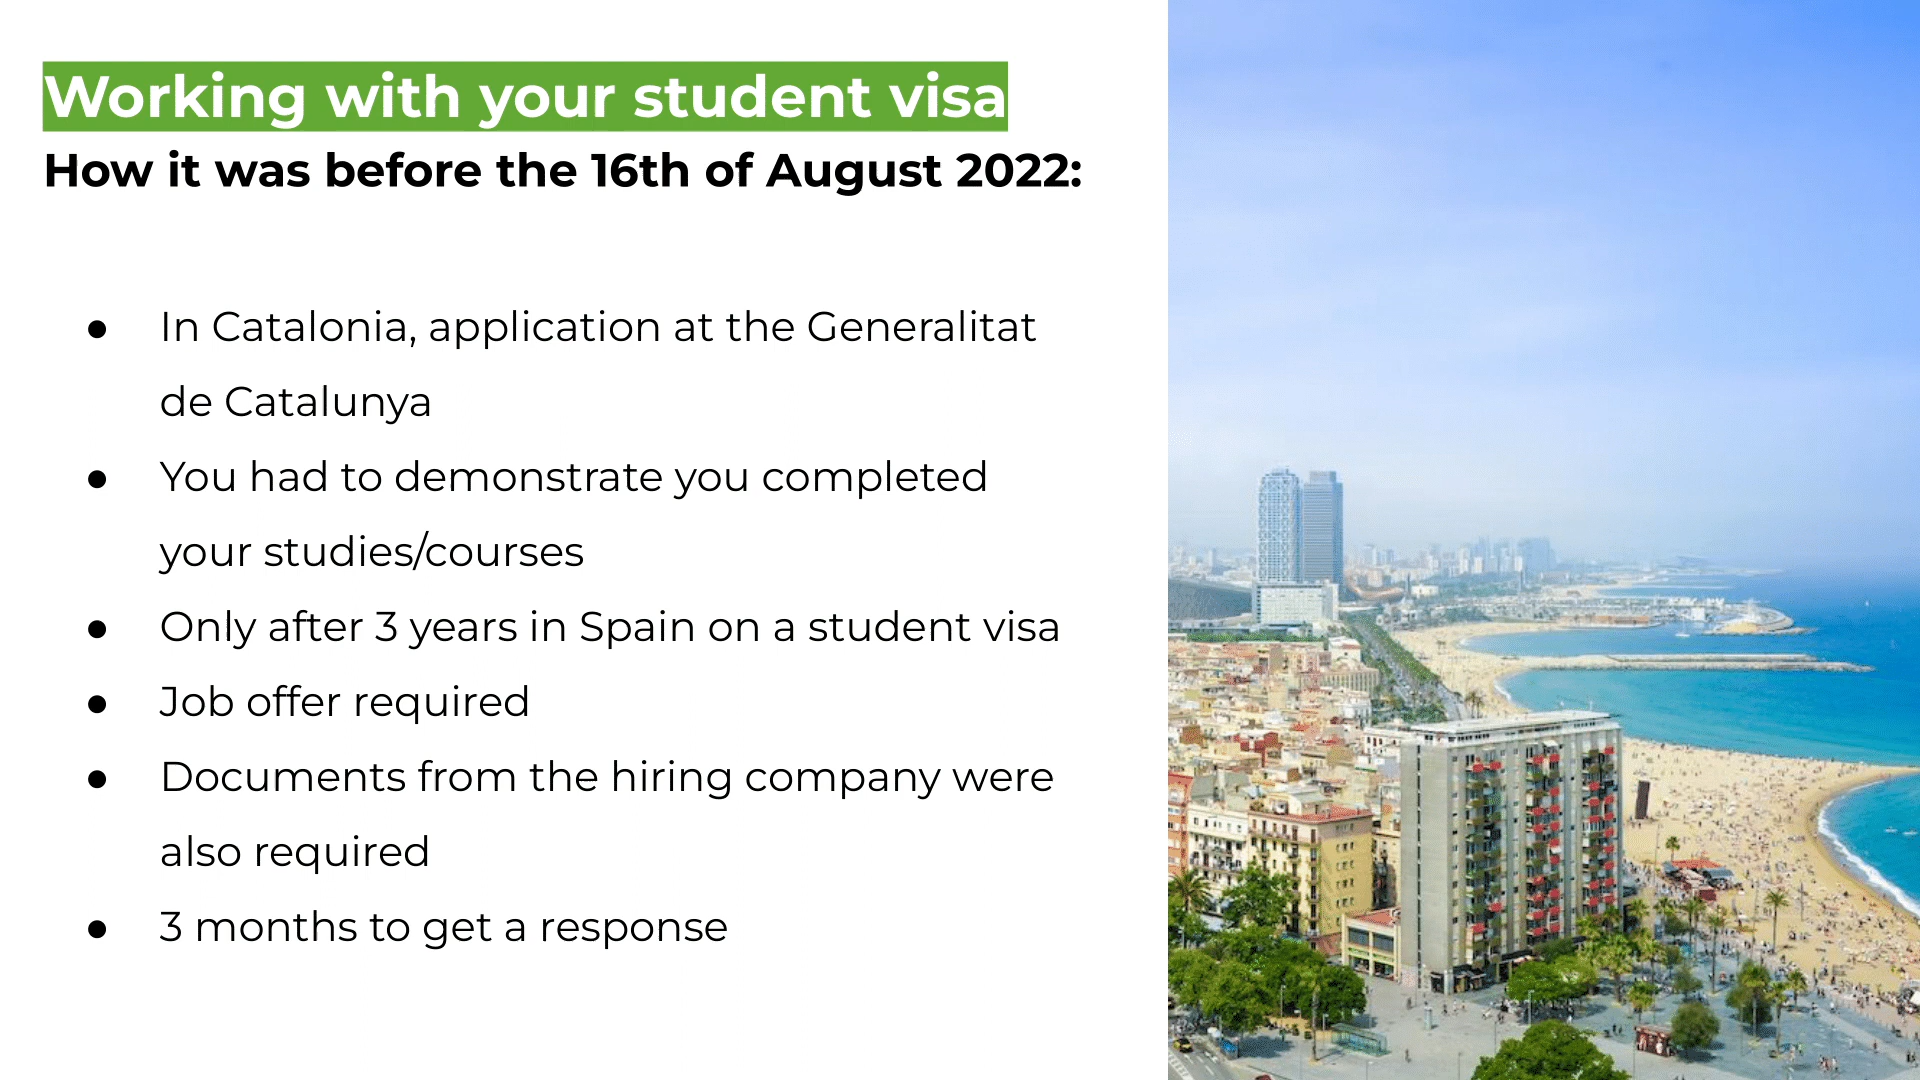 Working with your student visa
How it was before the 16th of August 2022:
● In Catalonia, application at the Generalitat
de Catalunya
● You had to demonstrate you completed
your studies/courses
● Only after 3 years in Spain on a student visa
● Job offer required
● Documents from the hiring company were
also required
● 3 months to get a response